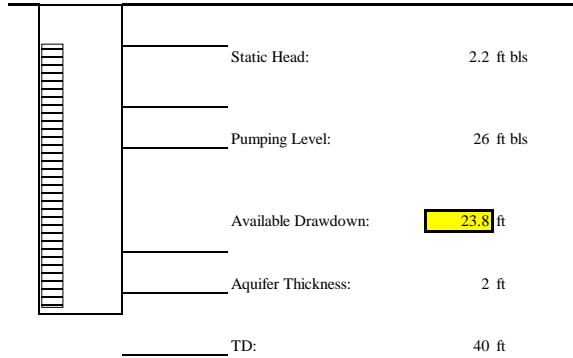 Static Head: 2.2 ft bls
Pumping Level: 26 ft bls
Available Drawdown: 23.8 ft
Aquifer Thickness: 2 ft
TD: 40 ft